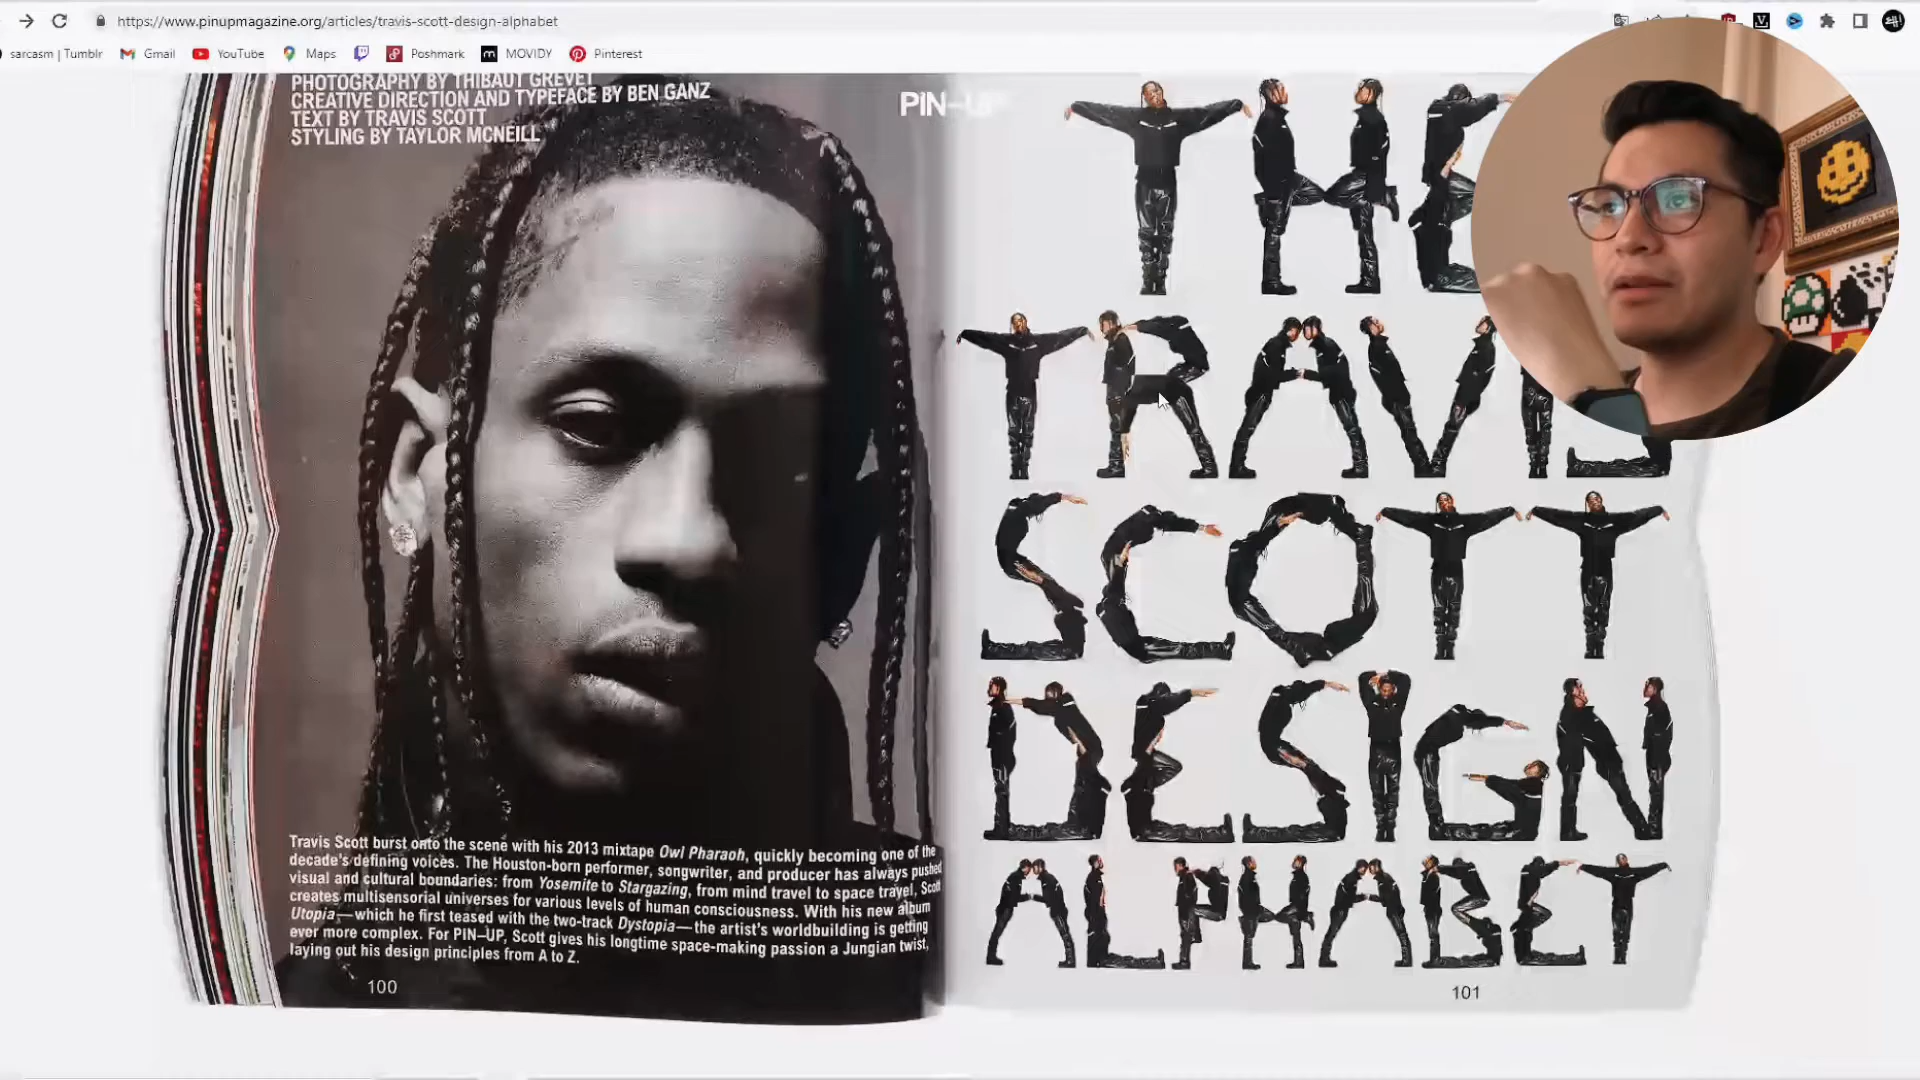 https://www.pinupmagazine.org/articles/travis-scott-design-alphabet
sarcasm | Tumblr Gmail YouTube Maps Poshmark MOVIDY Pinterest
PHOTOGRAPHY BY THIBAUT GREVET
CREATIVE DIRECTION AND TYPEFACE BY BEN GANZ
TEXT BY TRAVIS SCOTT
STYLING BY TAYLOR MCNEILL
Travis Scott burst onto the scene with his 2013 mixtape Owl Pharaoh, quickly becoming one of the
decade's defining voices. The Houston-born performer, songwriter, and producer has always pushed
visual and cultural boundaries: from Yosemite to Stargazing, from mind travel to space travel, Scott
creates multisensorial universes for various levels of human consciousness. With his new album
Utopia,—which he first teased with the two-track Dystopia—the artist's worldbuilding is getting
ever more complex. For PIN–UP, Scott gives his longtime space-making passion a Jungian twist,
laying out his design principles from A to Z.
100
PIN–UP
THE
TRAVIS
SCOTT
DESIGN
ALPHABET
101